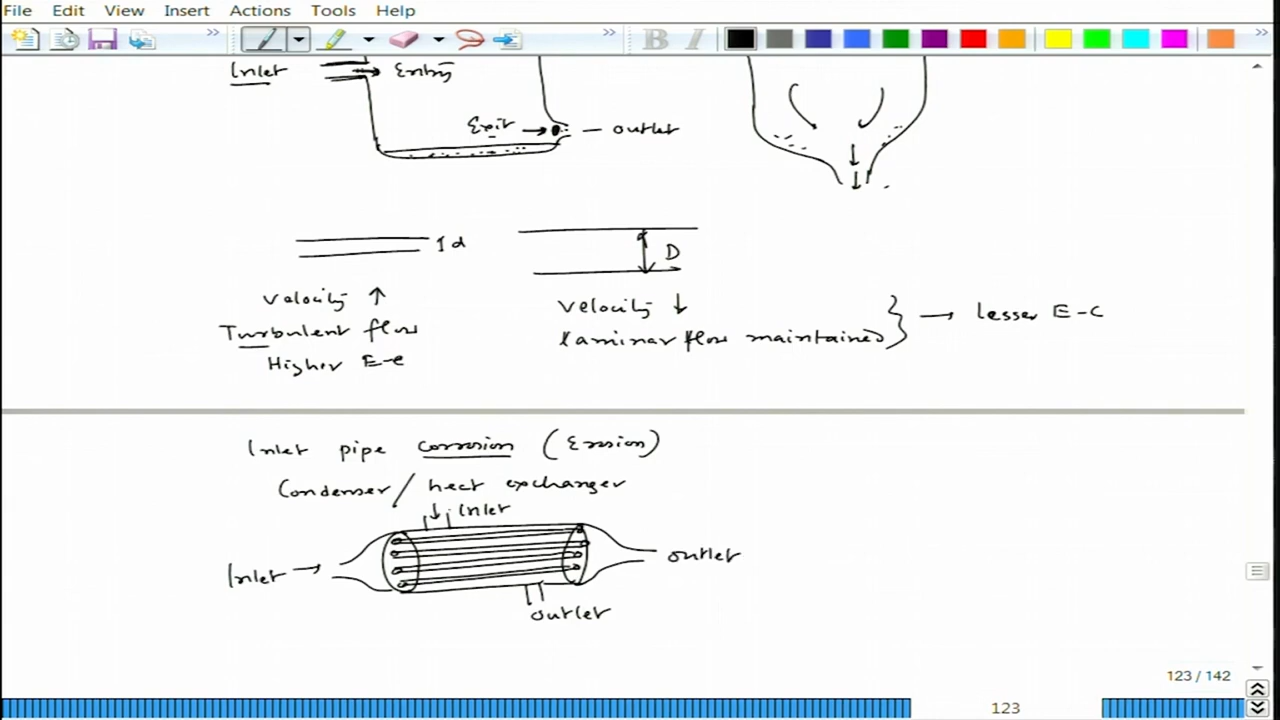 File Edit View Insert Actions Tools Help
Inlet Entry
Exit outlet
d D
velocity ↑
Turbulent flow
Higher E-c
velocity ↓
laminar flow maintained → lesser E-C
Inlet pipe corrosion (Erosion)
Condenser / heat exchanger
↓ Inlet
Inlet → outlet
outlet
123 / 142
123